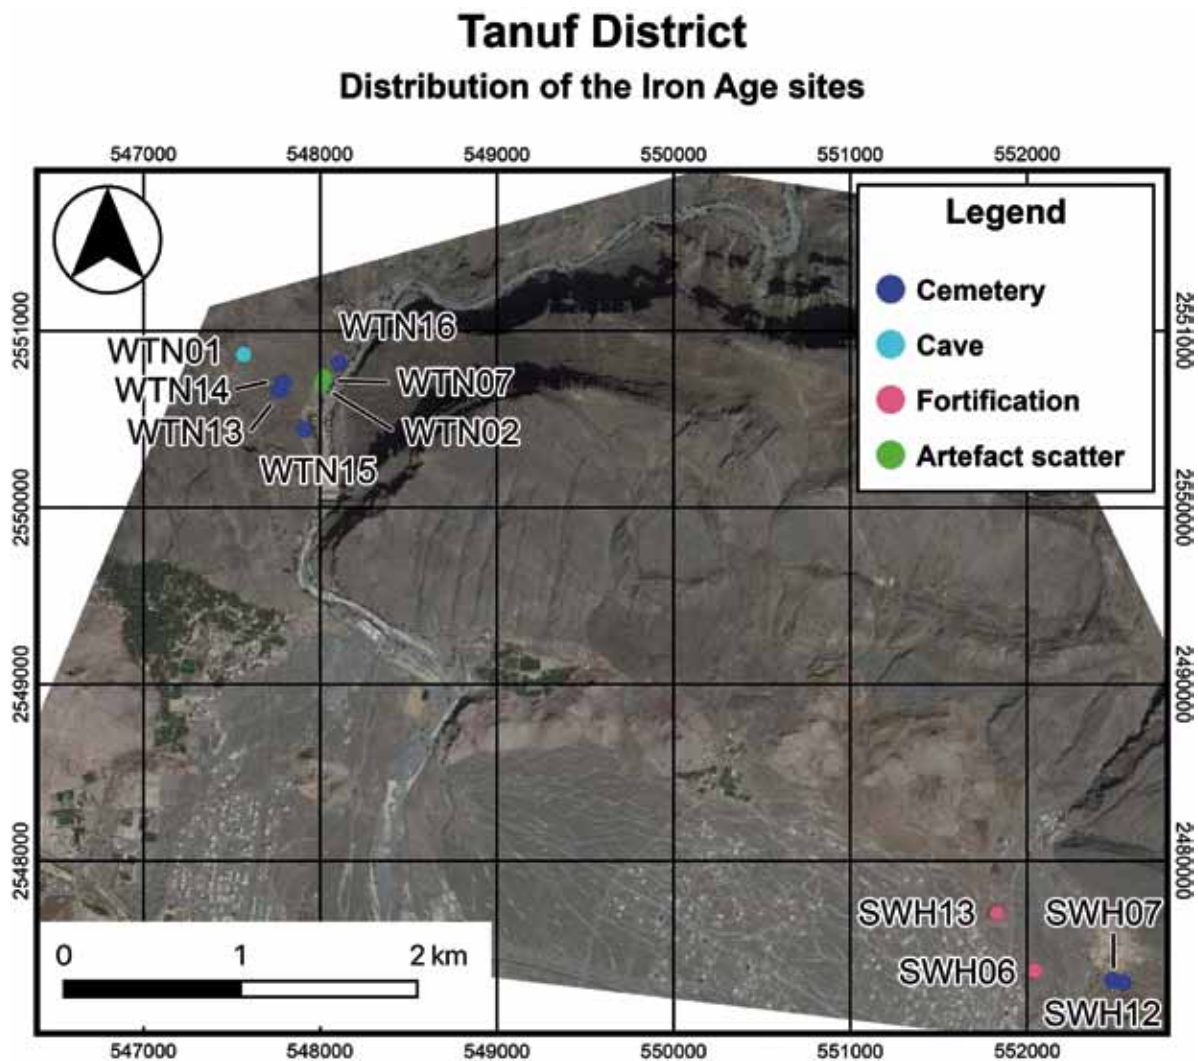 Tanuf District
Distribution of the Iron Age sites
547000 548000 549000 550000 551000 552000
Legend
Cemetery
Cave
Fortification
Artefact scatter
2551000 2551000
WTN16
WTN01
WTN14
WTN07
WTN13
WTN02
WTN15
2550000 2550000
2549000 2490000
2548000 2480000
SWH13
SWH07
SWH06
SWH12
0 1 2 km
547000 548000 549000 550000 551000 552000